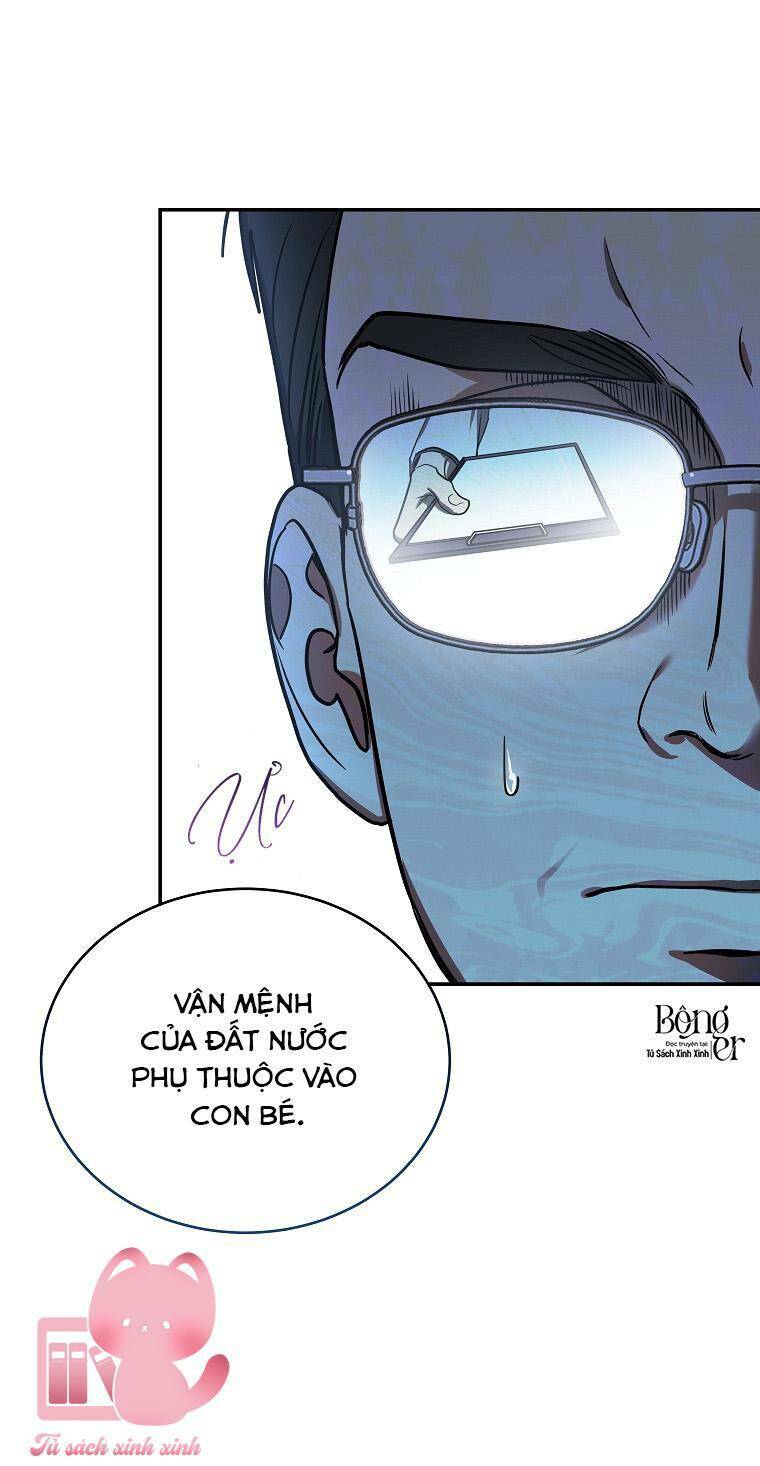 Ực
VẬN MỆNH
CỦA ĐẤT NƯỚC
PHỤ THUỘC VÀO
CON BÉ.
Bông
er
Đọc truyện tại:
Tủ Sách Xinh Xinh
Tủ sách xinh xinh